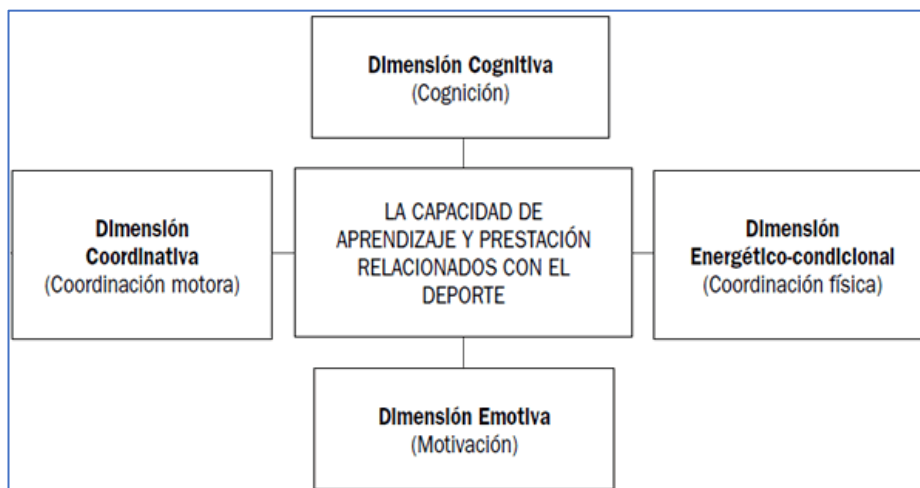 Dimensión Cognitiva
(Cognición)
Dimensión
Coordinativa
(Coordinación motora)
LA CAPACIDAD DE
APRENDIZAJE Y PRESTACIÓN
RELACIONADOS CON EL
DEPORTE
Dimensión
Energético-condicional
(Coordinación física)
Dimensión Emotiva
(Motivación)